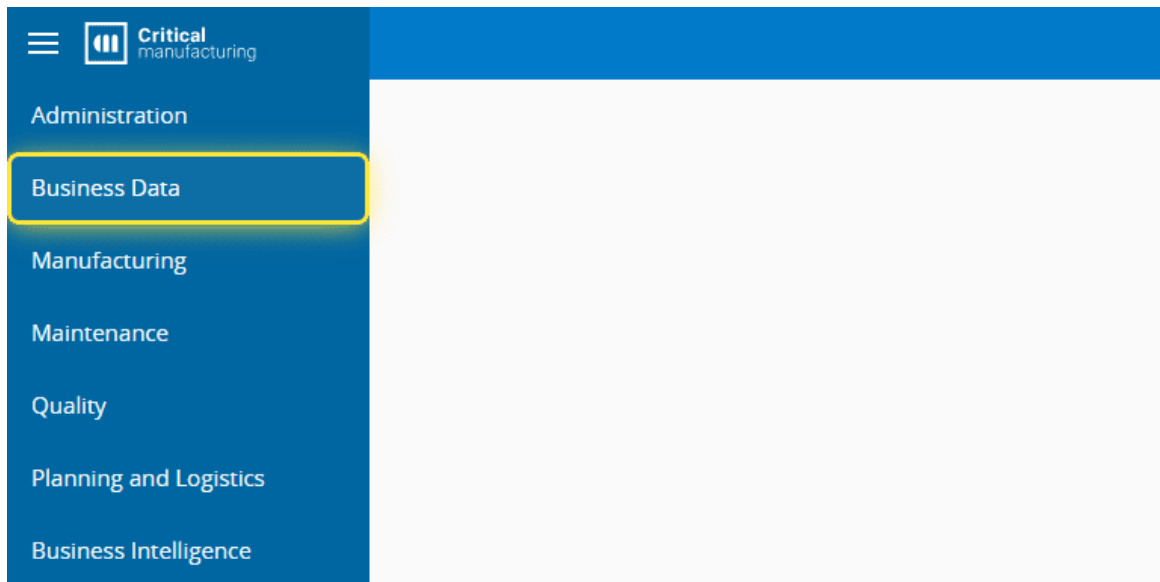 Critical
manufacturing
Administration
Business Data
Manufacturing
Maintenance
Quality
Planning and Logistics
Business Intelligence